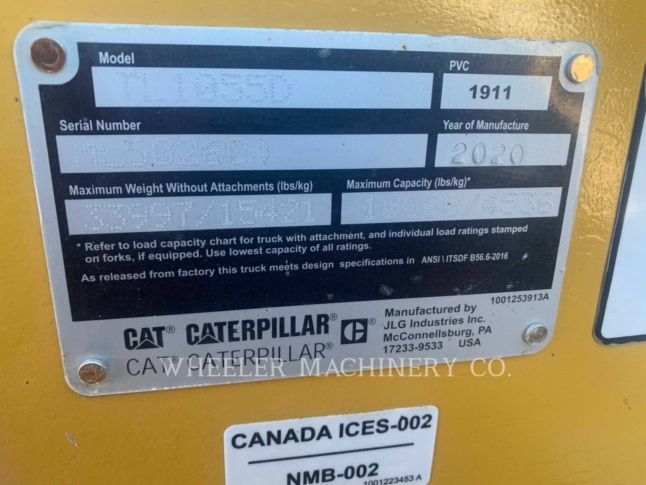 Model
PVC
TL1055D
1911
Serial Number
Year of Manufacture
2020
Maximum Weight Without Attachments (lbs/kg)
Maximum Capacity (lbs/kg)*
33997/15421
* Refer to load capacity chart for truck with attachment, and individual load ratings stamped
on forks, if equipped. Use lowest capacity of all ratings.
As released from factory this truck meets design specifications in ANSI \ ITSDF B56.6-2016
1001253913A
CAT® CATERPILLAR® C®
CAT® CATERPILLAR®
Manufactured by
JLG Industries Inc.
McConnellsburg, PA
17233-9533 USA
WHEELER MACHINERY CO.
CANADA ICES-002
NMB-002
1001223453 A